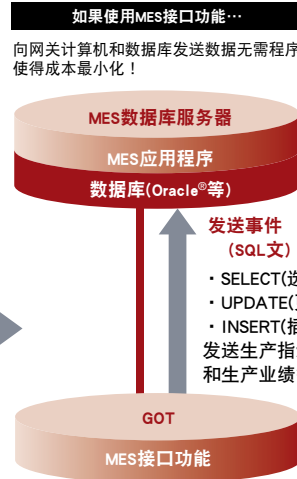 如果使用MES接口功能…
向网关计算机和数据库发送数据无需程序
使得成本最小化！
MES数据库服务器
MES应用程序
数据库(Oracle®等)
发送事件
(SQL文)
・SELECT(选
・UPDATE(
・INSERT(插
发送生产指
和生产业绩
GOT
MES接口功能